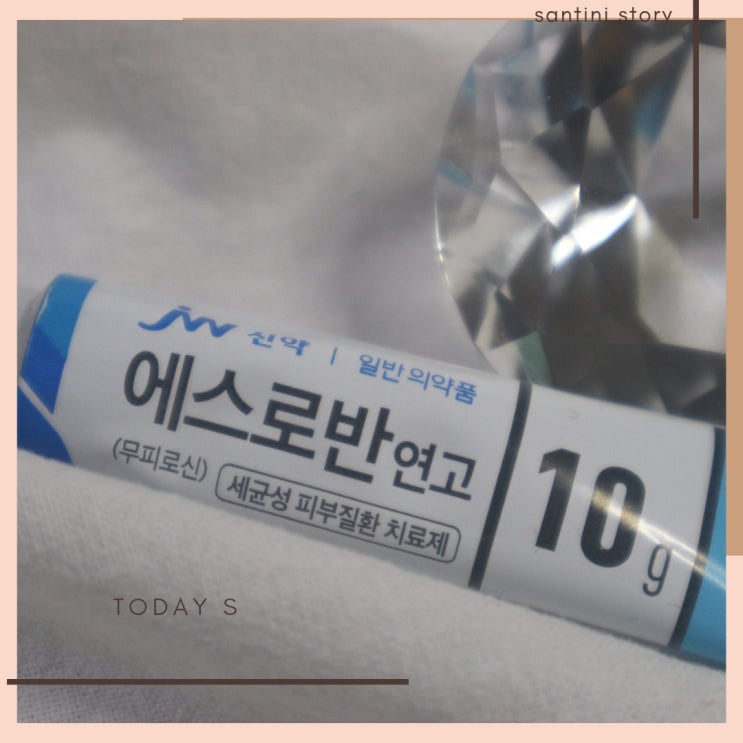 santini story
jw 신약 | 일반의약품
에스로반 연고
(무피로신) 세균성 피부질환 치료제
10 g
TODAY S